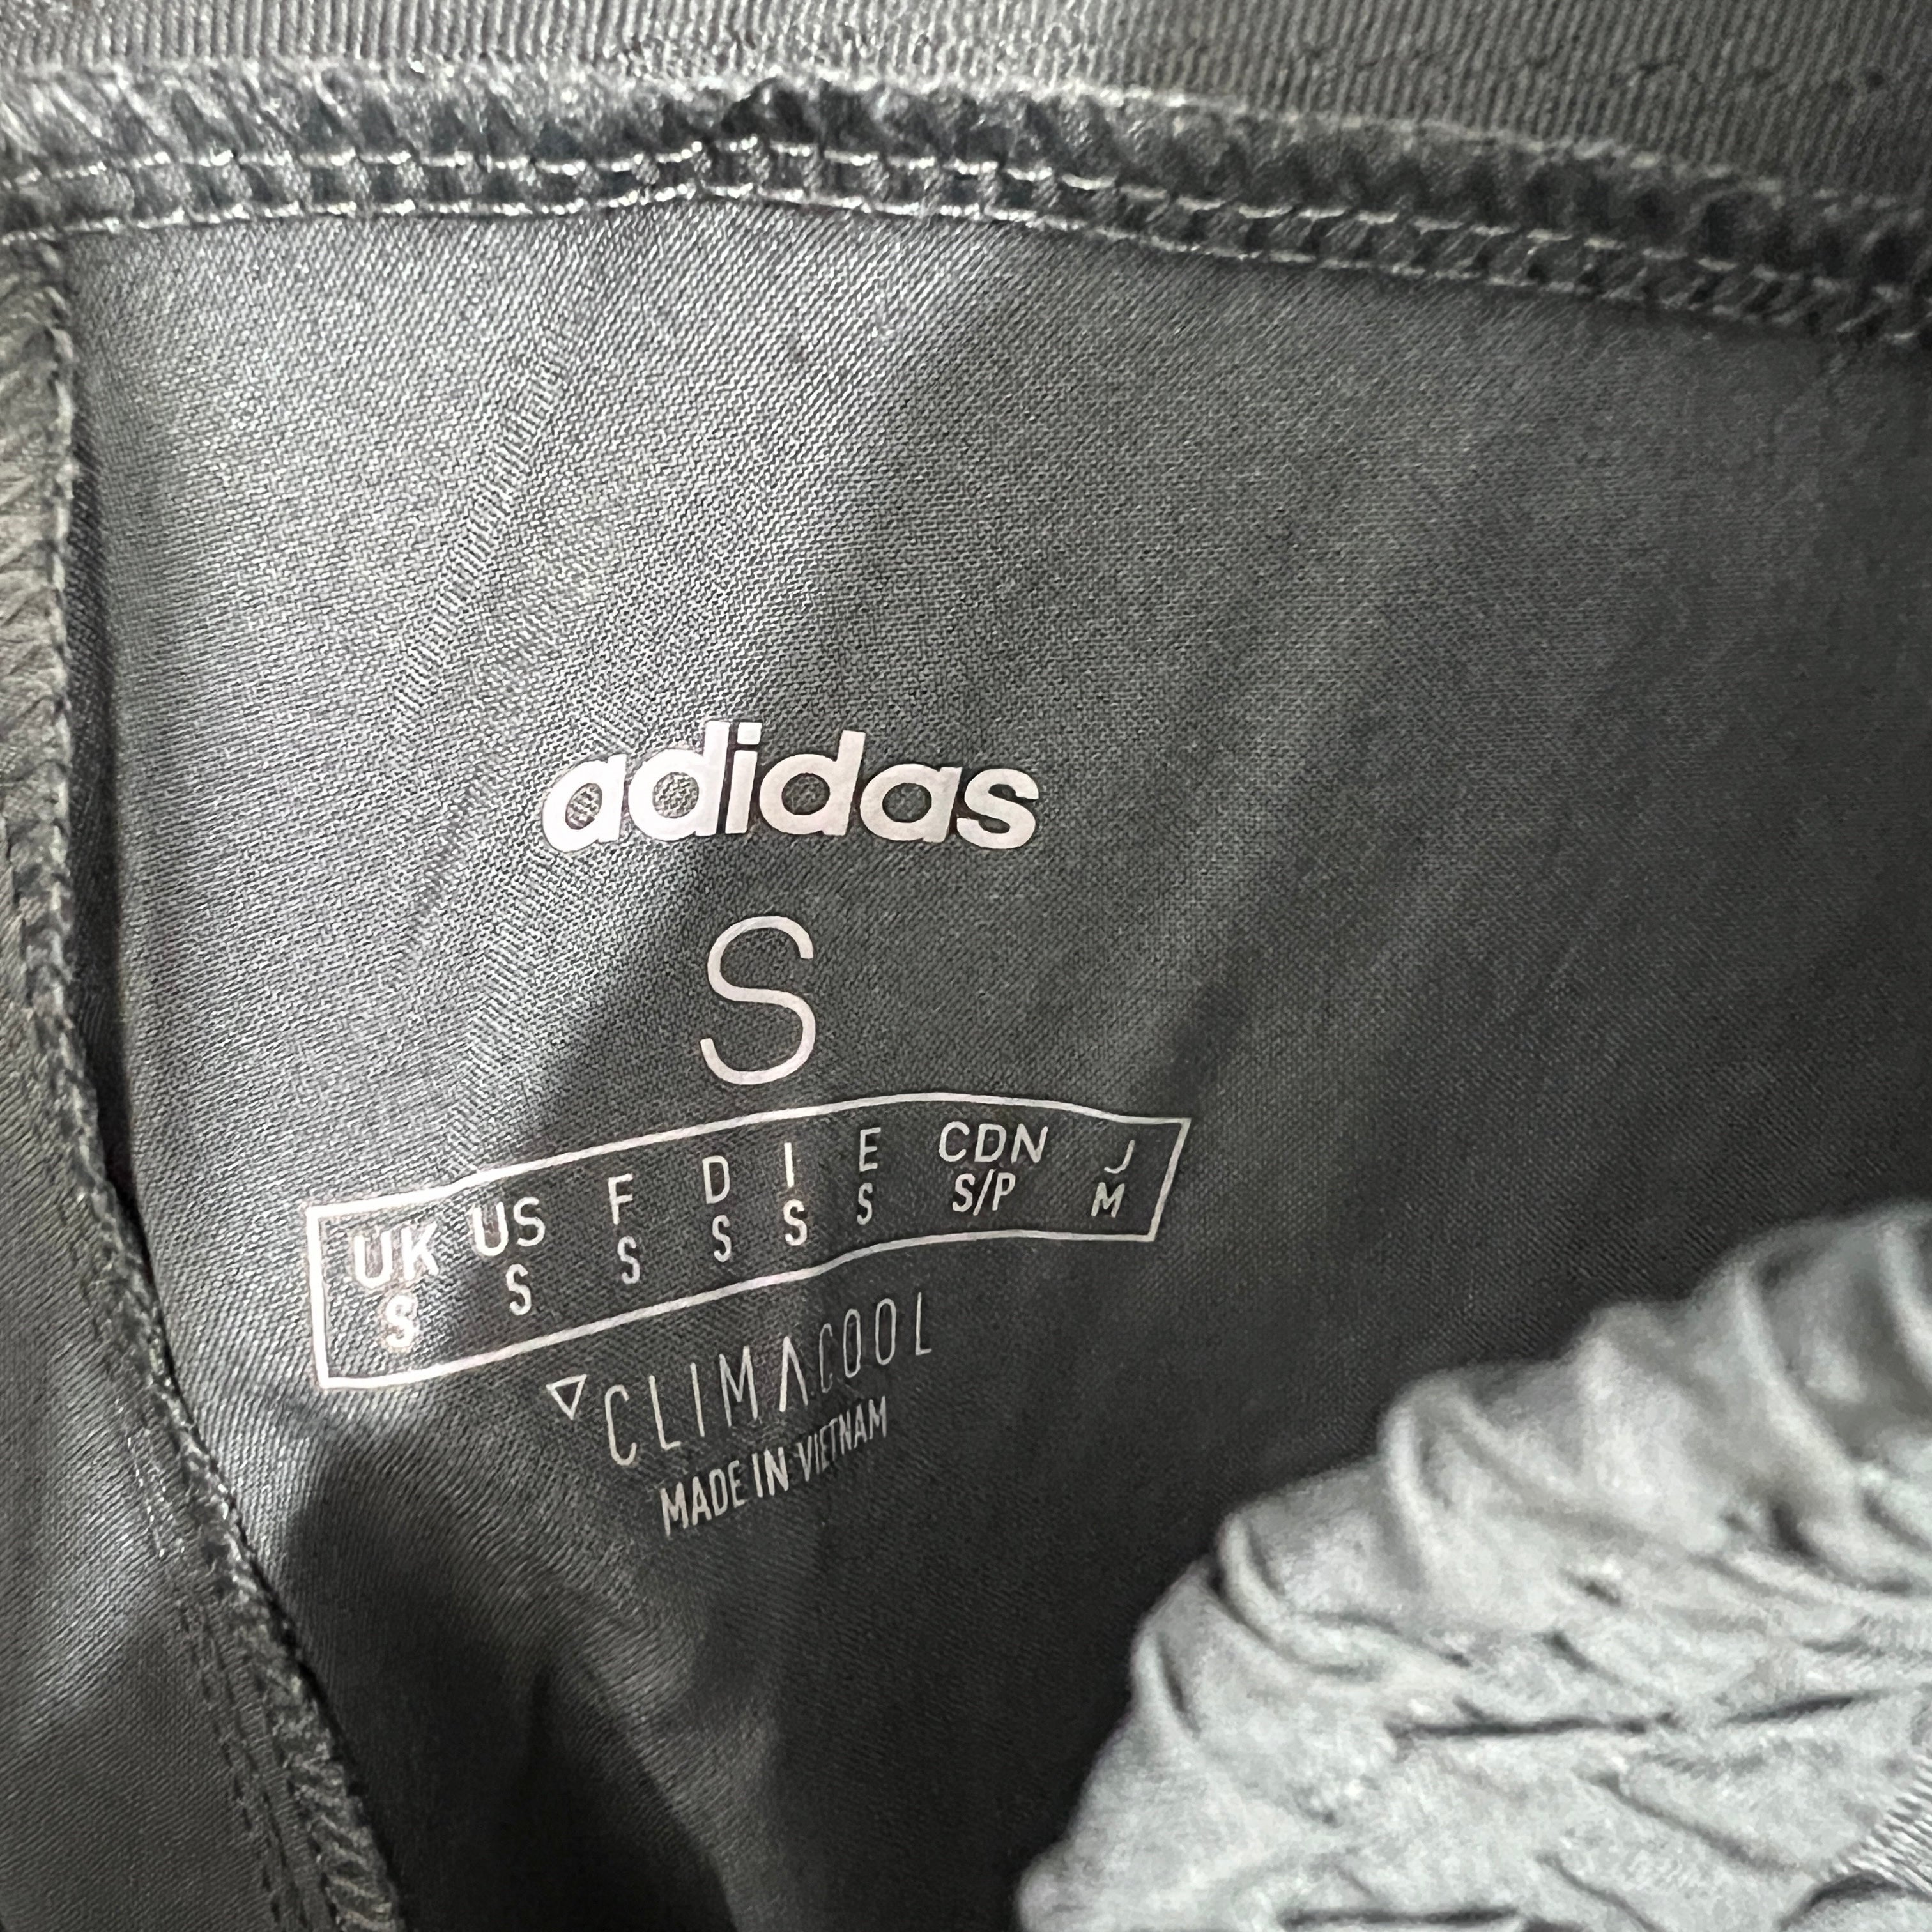 adidas
S
UK US F D I E CDN J
S S S S S S S/P M
CLIMACOOL
MADE IN VIETNAM